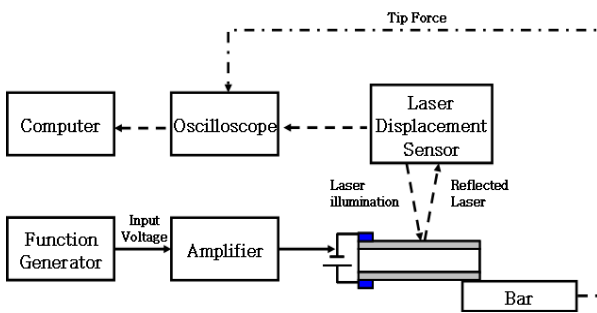 Tip Force
Computer
Oscilloscope
Laser
Displacement
Sensor
Laser
illumination
Reflected
Laser
Function
Generator
Input
Voltage
Amplifier
Bar